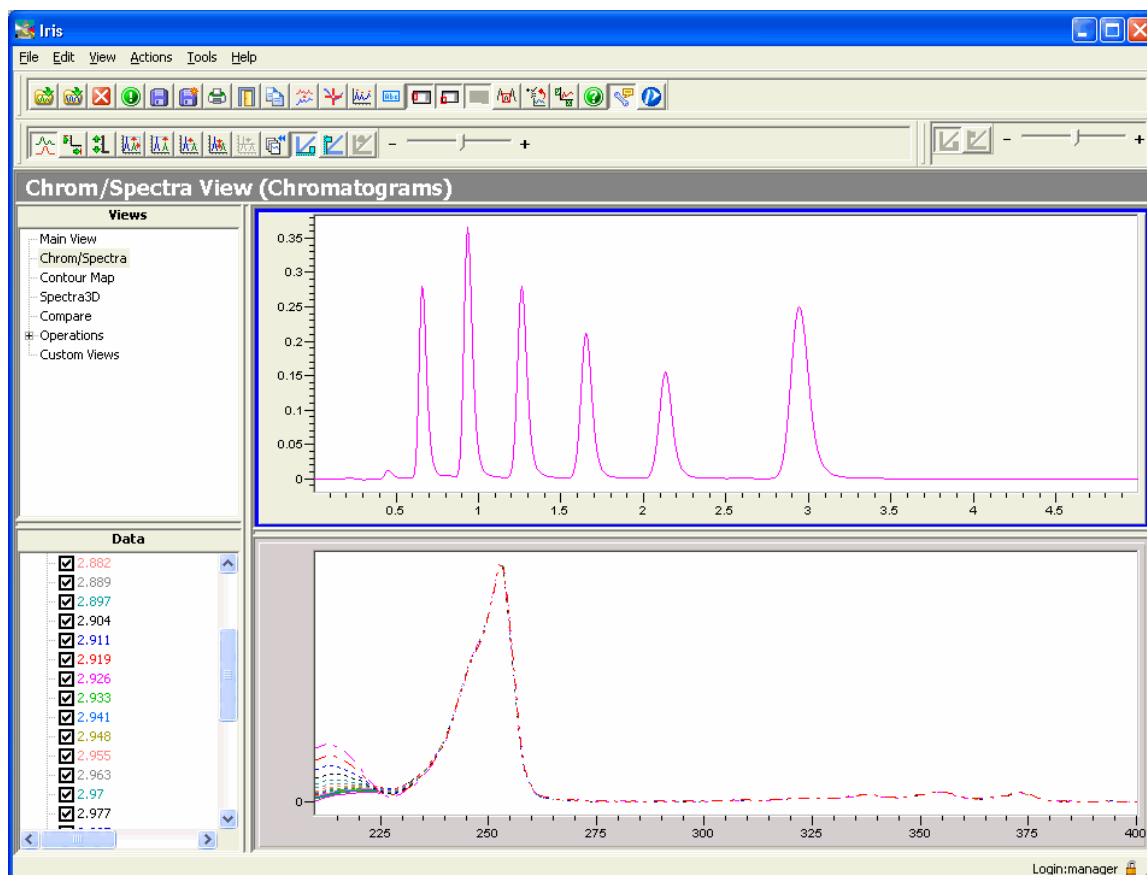 Iris
File Edit View Actions Tools Help
Abc
- +
- +
Chrom/Spectra View (Chromatograms)
Views
Main View
Chrom/Spectra
Contour Map
Spectra3D
Compare
Operations
Custom Views
0.35
0.3
0.25
0.2
0.15
0.1
0.05
0
0.5 1 1.5 2 2.5 3 3.5 4 4.5
Data
2.882
2.889
2.897
2.904
2.911
2.919
2.926
2.933
2.941
2.948
2.955
2.963
2.97
2.977
0
225 250 275 300 325 350 375 400
Login:manager